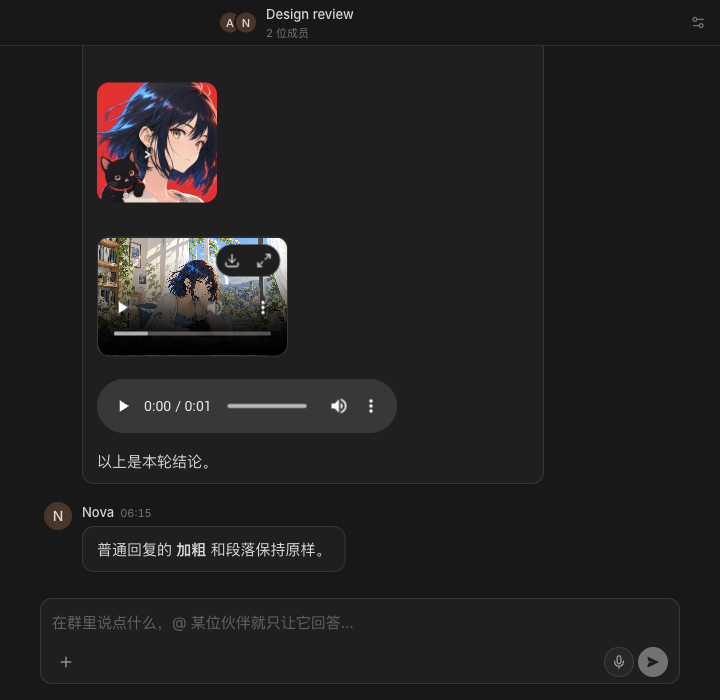 A N
Design review
2 位成员
0:00 / 0:01
以上是本轮结论。
N
Nova 06:15
普通回复的 加粗 和段落保持原样。
在群里说点什么，@ 某位伙伴就只让它回答...